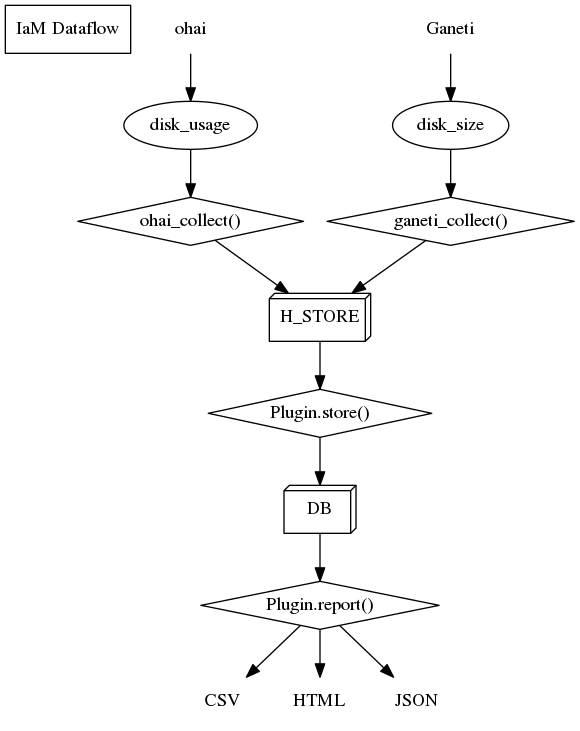 IaM Dataflow
ohai
Ganeti
disk_usage
disk_size
ohai_collect()
ganeti_collect()
H_STORE
Plugin.store()
DB
Plugin.report()
CSV
HTML
JSON